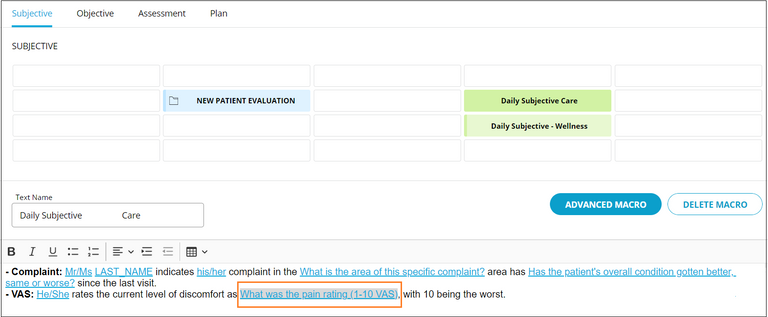 Subjective Objective Assessment Plan
SUBJECTIVE
NEW PATIENT EVALUATION Daily Subjective Care
Daily Subjective - Wellness
Text Name
Daily Subjective Care
ADVANCED MACRO DELETE MACRO
B I U
- Complaint: Mr/Ms LAST_NAME indicates his/her complaint in the What is the area of this specific complaint? area has Has the patient's overall condition gotten better,
same or worse? since the last visit.
- VAS: He/She rates the current level of discomfort as What was the pain rating (1-10 VAS), with 10 being the worst.